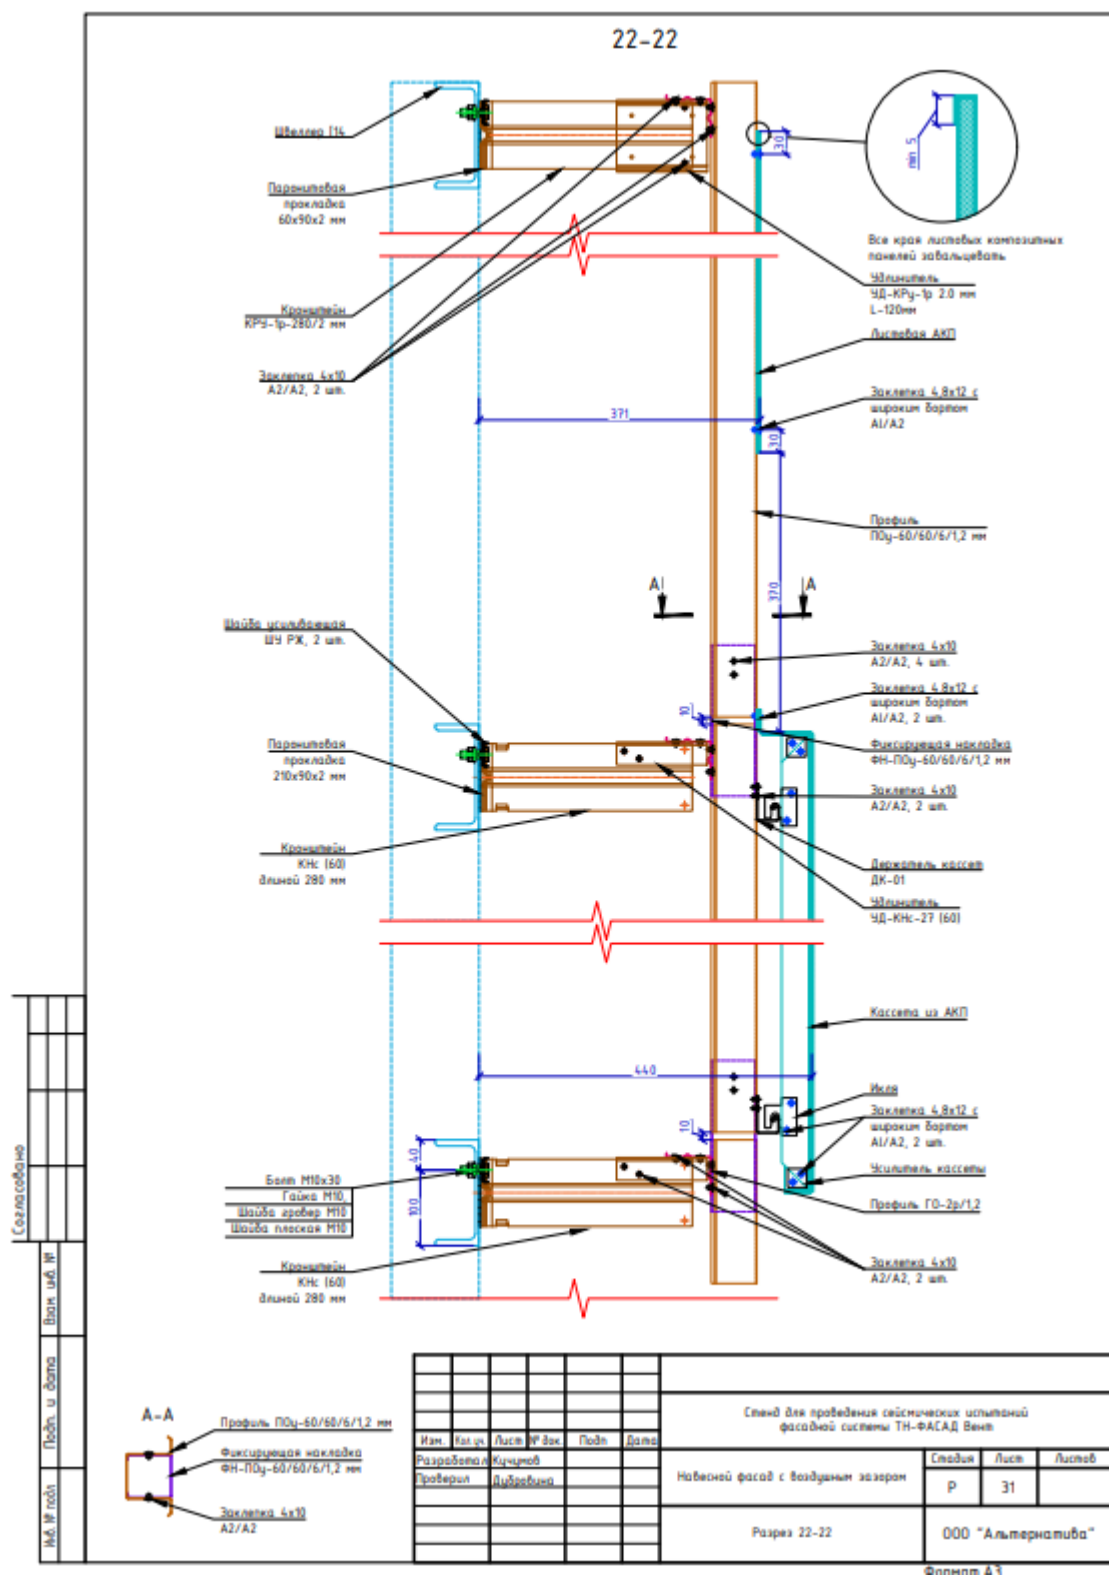 22-22
Швеллер [14
Паронитовая
прокладка
60х90х2 мм
Кронштейн
КРУ-1р-280/2 мм
Заклепка 4х10
А2/А2, 2 шт.
30
min 5
Все края листовых композитных
панелей завальцевать
Удлинитель
УД-КРу-1р 2.0 мм
L-120мм
Листовая АКП
371
Заклепка 4,8х12 с
широким бортом
Al/А2
30
Профиль
ПОу-60/60/6/1,2 мм
370
А
А
Шайба усиливающая
ШУ РЖ, 2 шт.
Паронитовая
прокладка
210х90х2 мм
Кронштейн
КНс (60)
длиной 280 мм
10
Заклепка 4х10
А2/А2, 4 шт.
Заклепка 4,8х12 с
широким бортом
Al/А2, 2 шт.
Фиксирующая накладка
ФН-ПОу-60/60/6/1,2 мм
Заклепка 4х10
А2/А2, 2 шт.
Держатель кассет
ДК-01
Удлинитель
УД-КНс-27 (60)
Кассета из АКП
440
10
40
100
Икля
Заклепка 4,8х12 с
широким бортом
Al/А2, 2 шт.
Усилитель кассеты
Профиль ГО-2р/1,2
Заклепка 4х10
А2/А2, 2 шт.
Болт М10х30
Гайка М10,
Шайба гровер М10
Шайба плоская М10
Кронштейн
КНс (60)
длиной 280 мм
А-А
Профиль ПОу-60/60/6/1,2 мм
Фиксирующая накладка
ФН-ПОу-60/60/6/1,2 мм
Заклепка 4х10
А2/А2
Согласовано
Взам. инв. №
Подп. и дата
Инв. № подл
Изм. Кол.уч. Лист № док. Подп Дата
Разработал Кучумов
Проверил Дубровина
Стенд для проведения сейсмических испытаний
фасадной системы ТН-ФАСАД Вент
Навесной фасад с воздушным зазором
Стадия Лист Листов
Р 31
Разрез 22-22
ООО "Альтернатива"
Формат А3